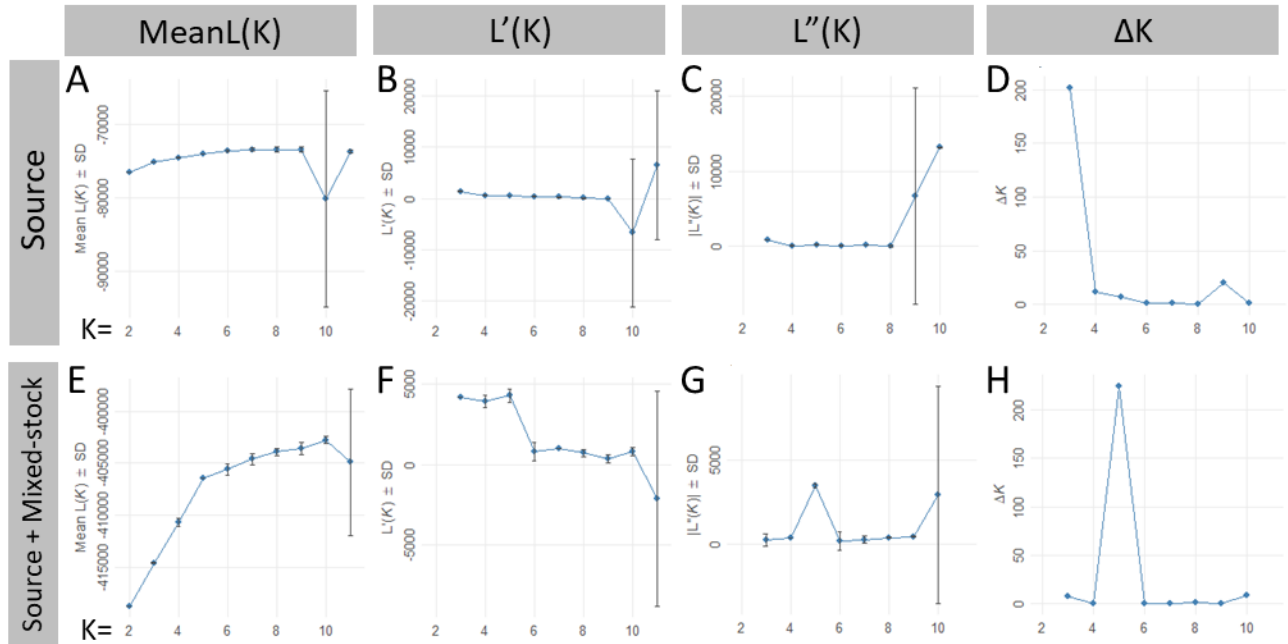 MeanL(K)
L’(K)
L”(K)
ΔK
Source
A
Mean L(K) ± SD
-70000
-80000
-90000
K=
2 4 6 8 10
B
L'(K) ± SD
20000
10000
0
-10000
-20000
2 4 6 8 10
C
|L"(K)| ± SD
20000
10000
0
2 4 6 8 10
D
ΔK
200
150
100
50
0
2 4 6 8 10
Source + Mixed-stock
E
Mean L(K) ± SD
-400000
-405000
-410000
-415000
K=
2 4 6 8 10
F
L'(K) ± SD
5000
0
-5000
2 4 6 8 10
G
|L"(K)| ± SD
5000
0
2 4 6 8 10
H
ΔK
200
150
100
50
0
2 4 6 8 10